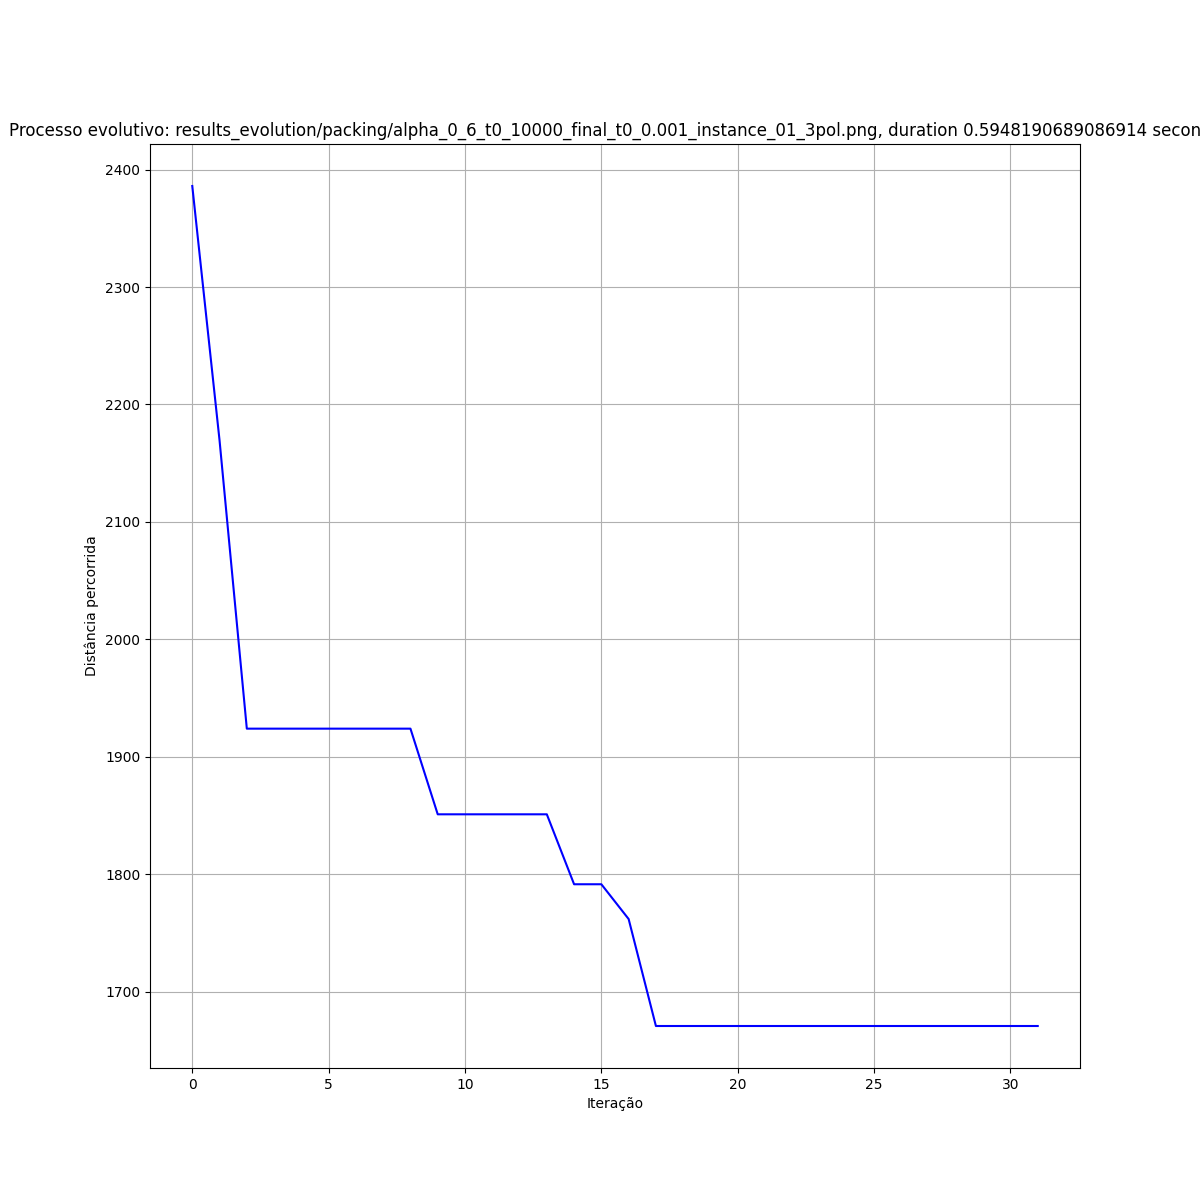 Processo evolutivo: results_evolution/packing/alpha_0_6_t0_10000_final_t0_0.001_instance_01_3pol.png, duration 0.5948190689086914 secon
2400
2300
2200
2100
2000
1900
1800
1700
Distância percorrida
0 5 10 15 20 25 30
Iteração